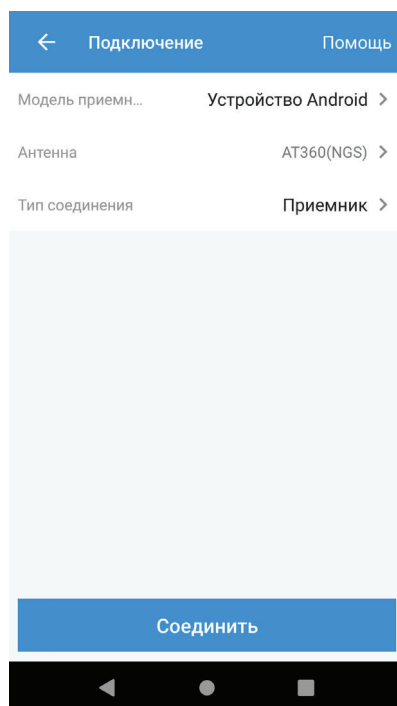 Подключение Помощь
Модель приемн... Устройство Android
Антенна AT360(NGS)
Тип соединения Приемник
Соединить